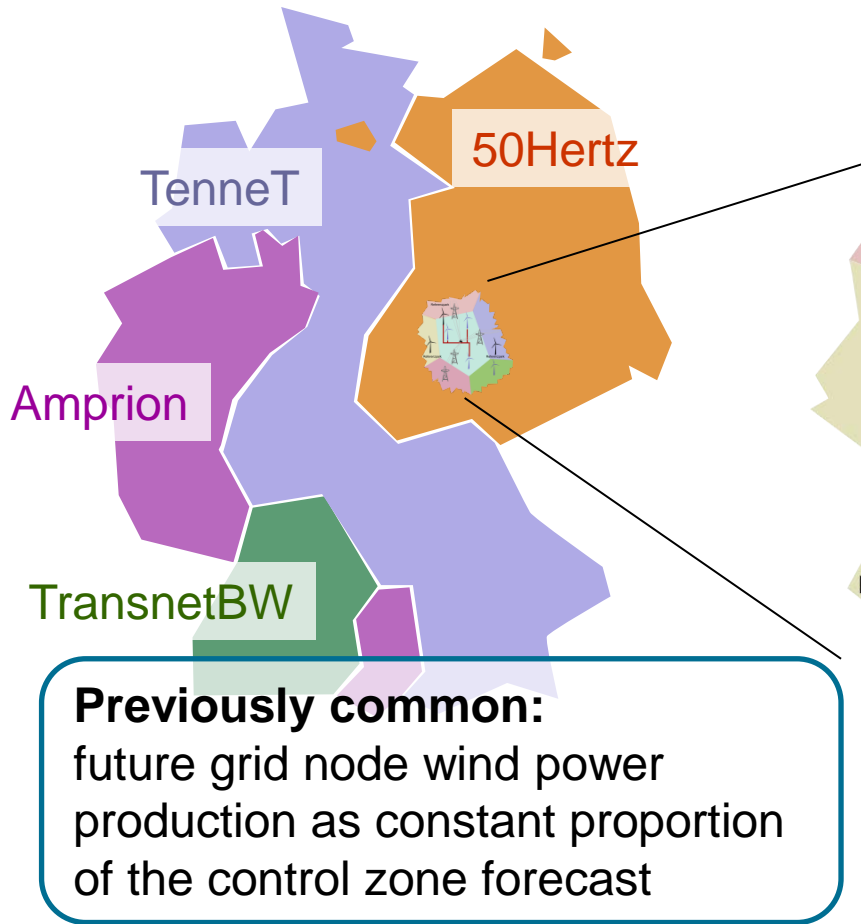 50Hertz
TenneT
Amprion
TransnetBW
Previously common:
future grid node wind power
production as constant proportion
of the control zone forecast